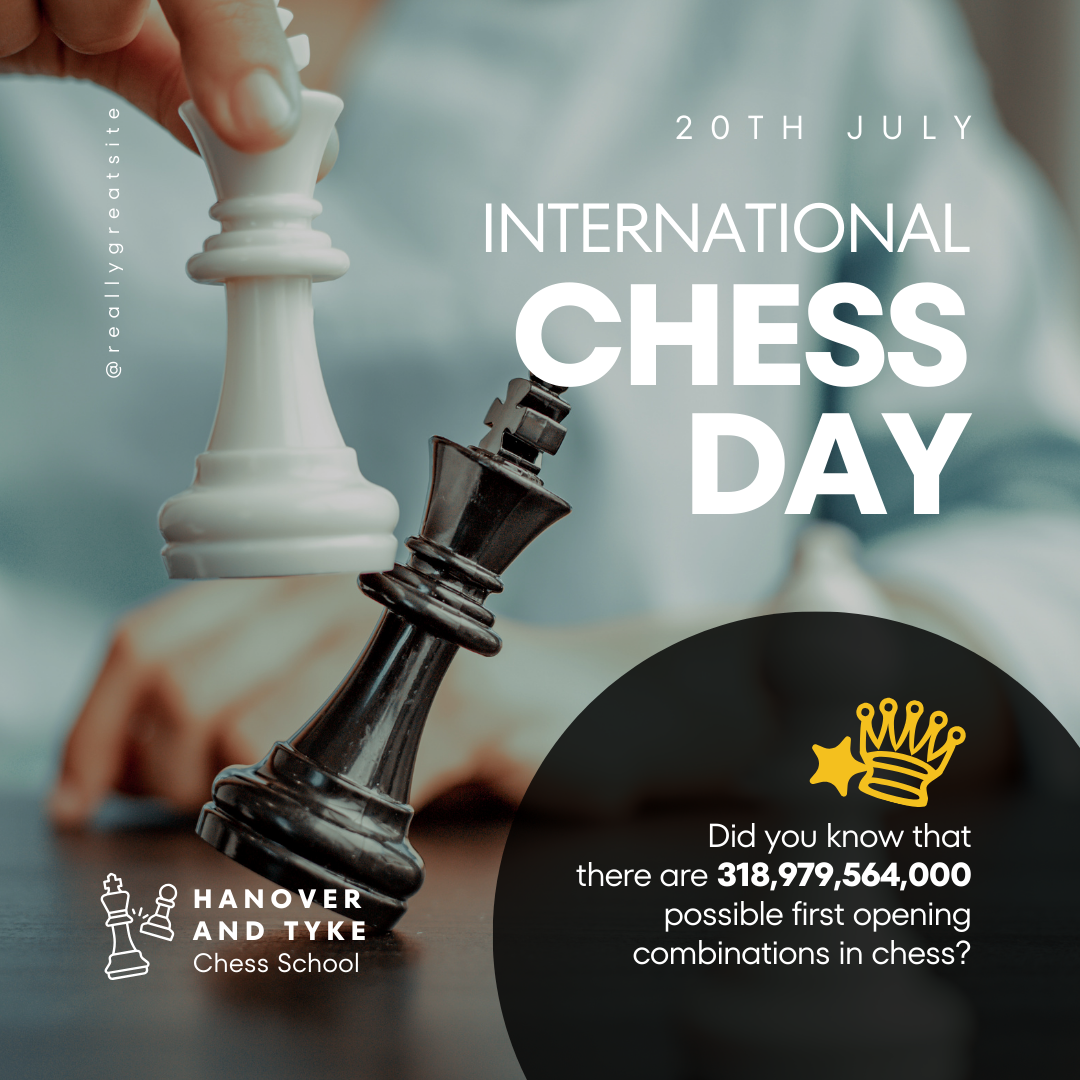 @reallygreatsite
20TH JULY
INTERNATIONAL
CHESS
DAY
Did you know that
there are 318,979,564,000
possible first opening
combinations in chess?
HANOVER
AND TYKE
Chess School